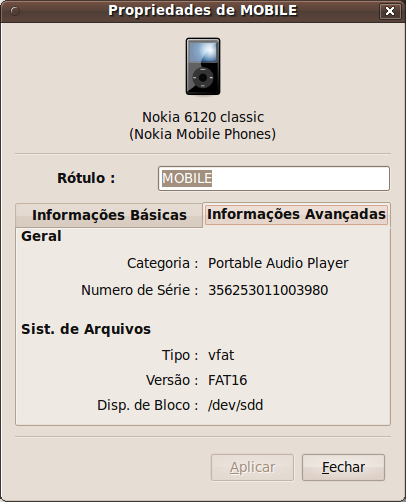 Propriedades de MOBILE
Nokia 6120 classic
(Nokia Mobile Phones)
Rótulo : MOBILE
Informações Básicas Informações Avançadas
Geral
Categoria : Portable Audio Player
Numero de Série : 356253011003980
Sist. de Arquivos
Tipo : vfat
Versão : FAT16
Disp. de Bloco : /dev/sdd
Aplicar Fechar